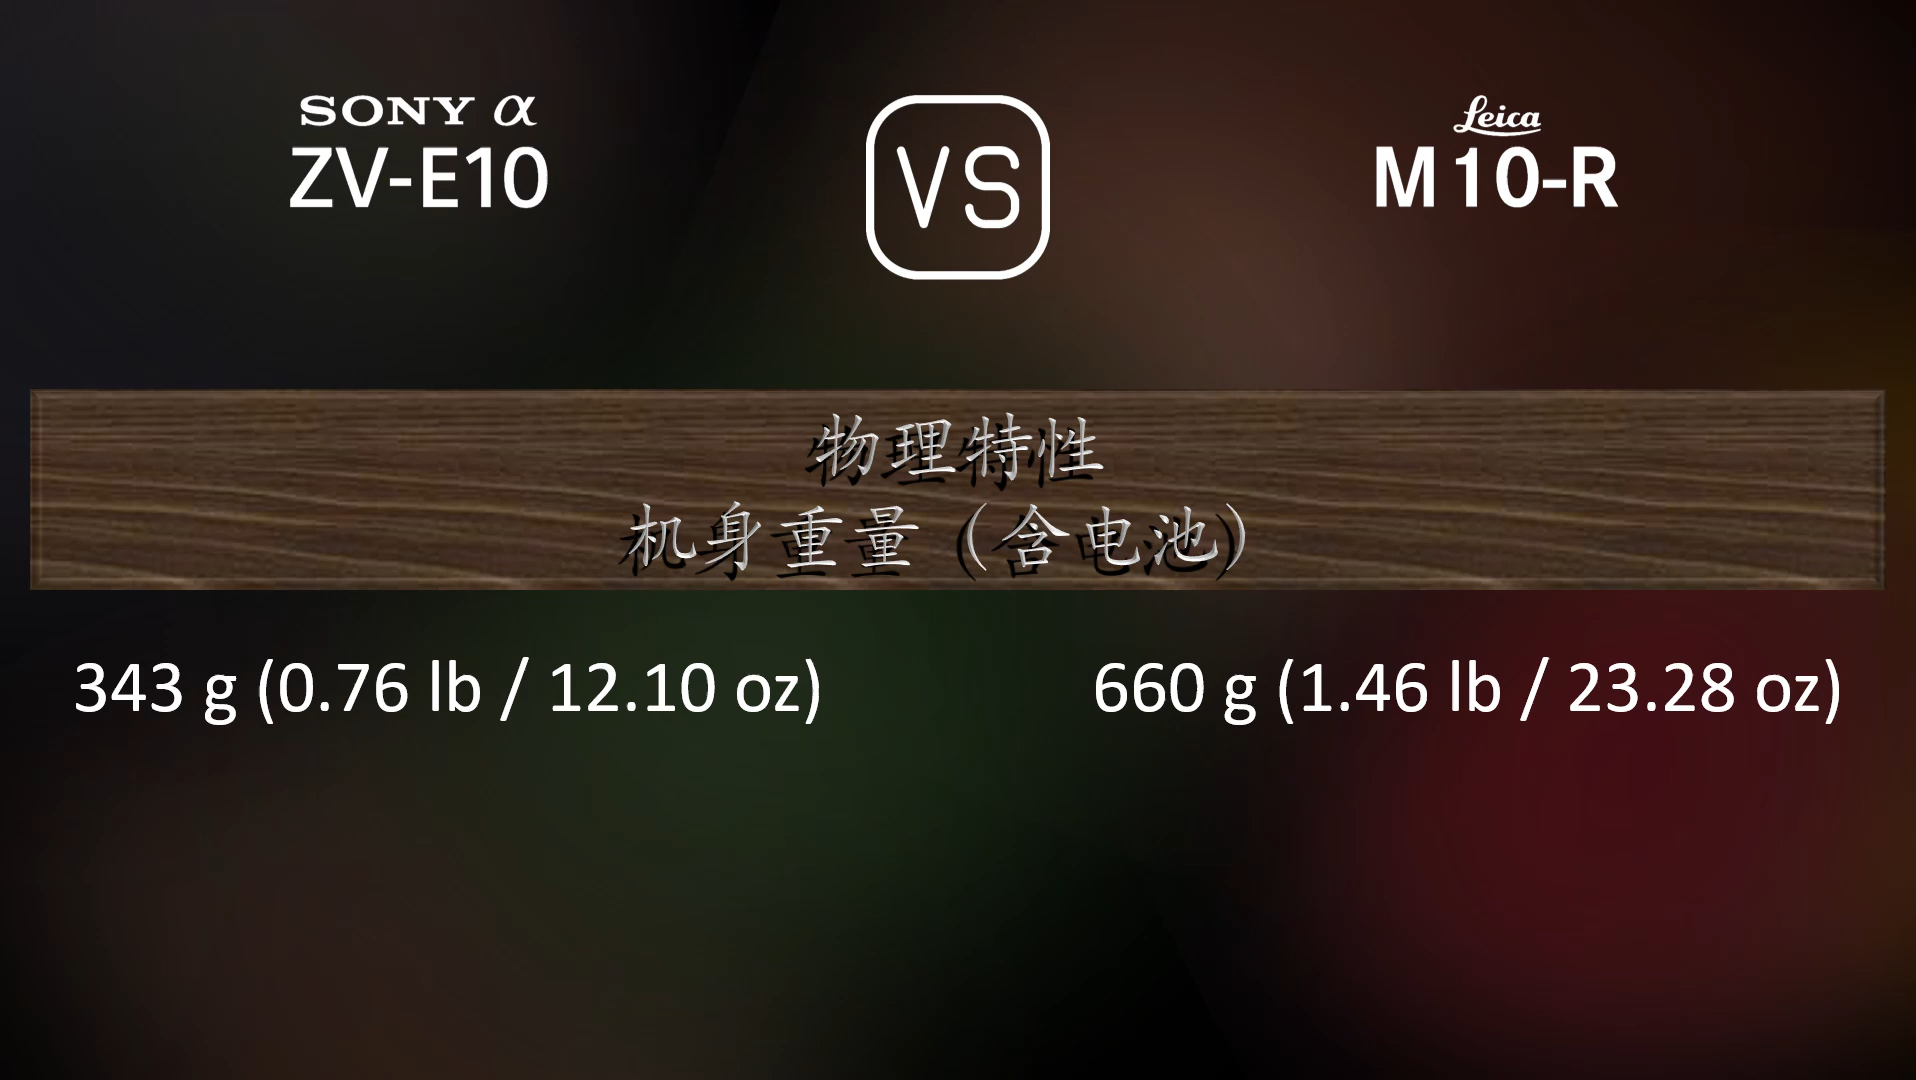 SONY α
ZV-E10
VS
Leica
M10-R
物理特性
机身重量（含电池）
343 g (0.76 lb / 12.10 oz)
660 g (1.46 lb / 23.28 oz)